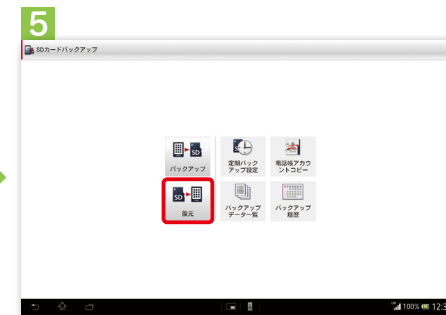 5
SDカードバックアップ
SD
バックアップ
定期バック
アップ設定
電話帳アカウ
ントコピー
SD
復元
バックアップ
データ一覧
バックアップ
履歴
100%